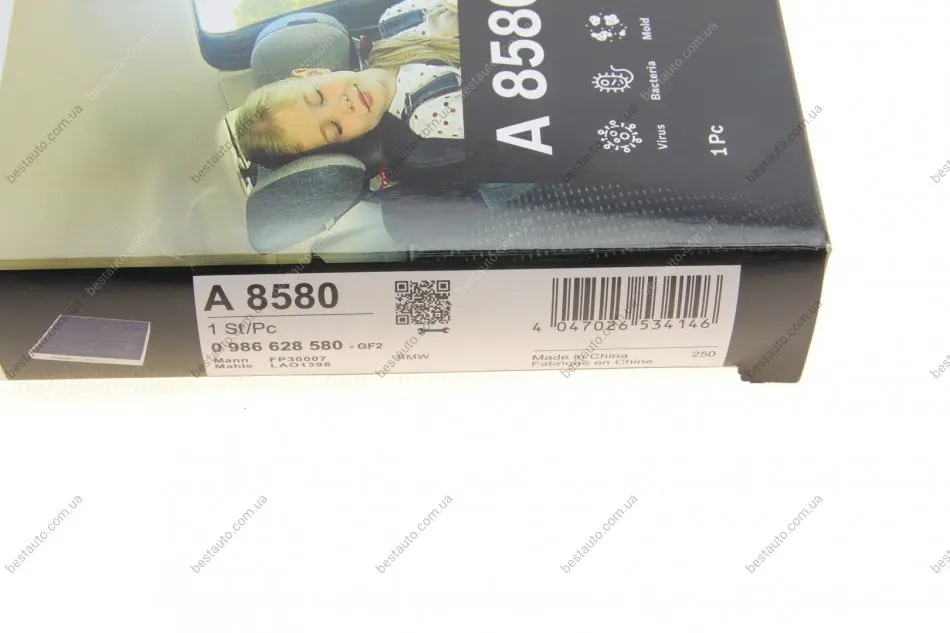 A 858
Mold
Bacteria
Virus
1 Pc
A 8580
1 St/Pc
0 986 628 580 - GF2
Mann FP30007
Mahle LAO1398
BMW
4 047026 534146
Made in China
Fabriqué en Chine
250
bestauto.com.ua